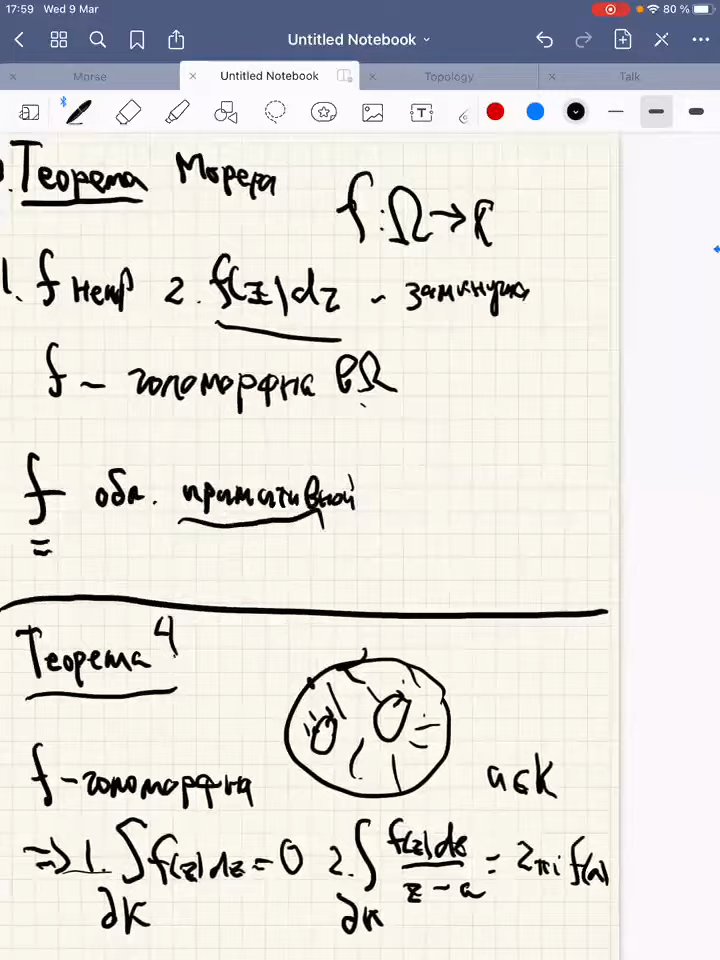 17:59 Wed 9 Mar 80 %
Untitled Notebook
Morse Untitled Notebook Topology Talk
Теорема Морера
f : Ω → ℂ
1. f непр 2. f(z)dz – замкнута
f – голоморфна в Ω
f обл. примитивной
Теорема 4
f – голоморфна
a ∈ K
⇒ 1. ∫_{∂K} f(z)dz = 0 2. ∫_{∂K} f(z)dz / (z – a) = 2πi f(a)